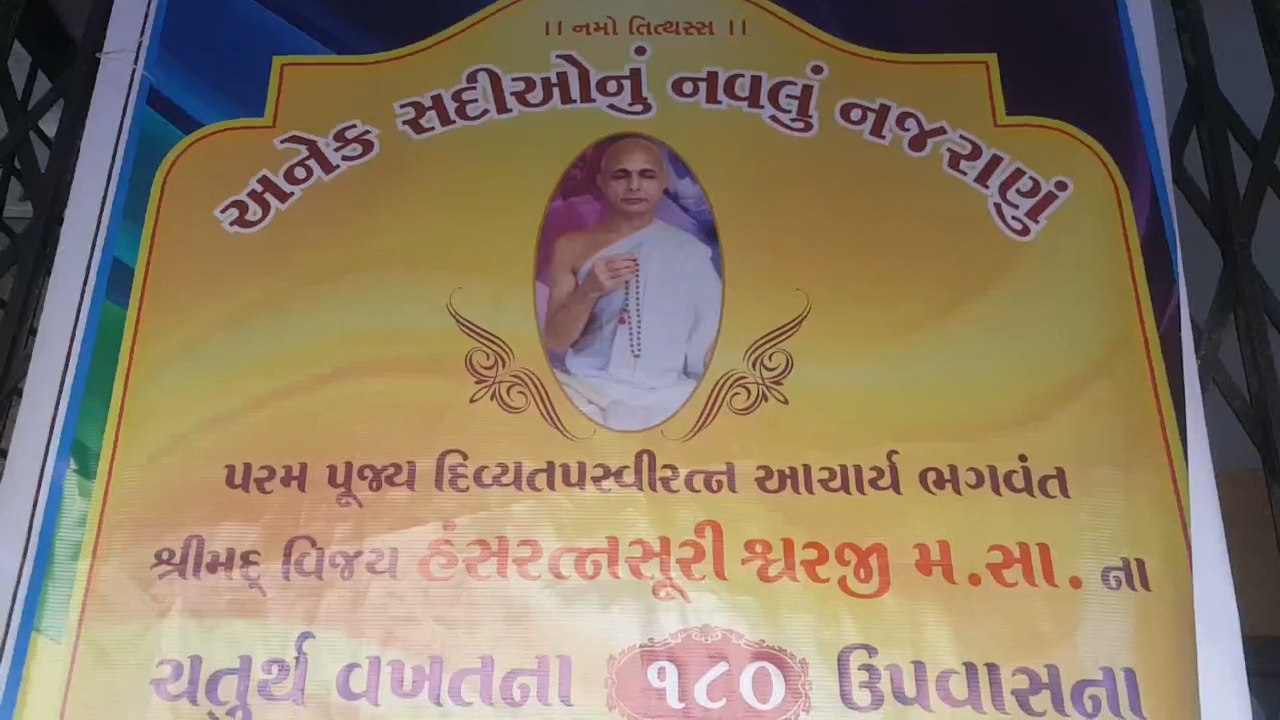 ।। નમો તિત્થસ્સ ।।
અનેક સદીઓનું નવલું નજરાણું
પરમ પૂજ્ય દિવ્યતપસ્વીરત્ન આચાર્ય ભગવંત
શ્રીમદ્ વિજય હંસરત્નસૂરીશ્વરજી મ.સા. ના
ચતુર્થ વખતના ૧૮૦ ઉપવાસના